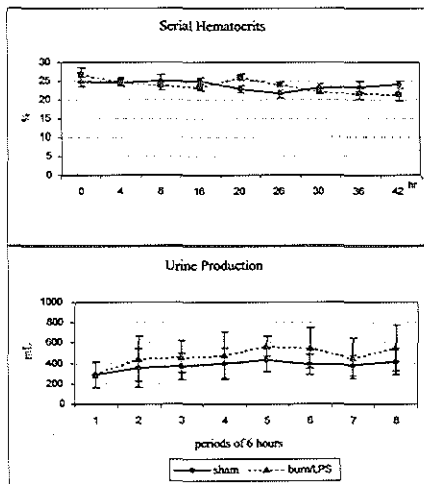 Serial Hematocrits
30
25
20
15
10
5
0
%
0 4 8 16 20 26 30 36 42 hr
Urine Production
1000
800
600
400
200
0
mL
1 2 3 4 5 6 7 8
periods of 6 hours
sham burn/LPS